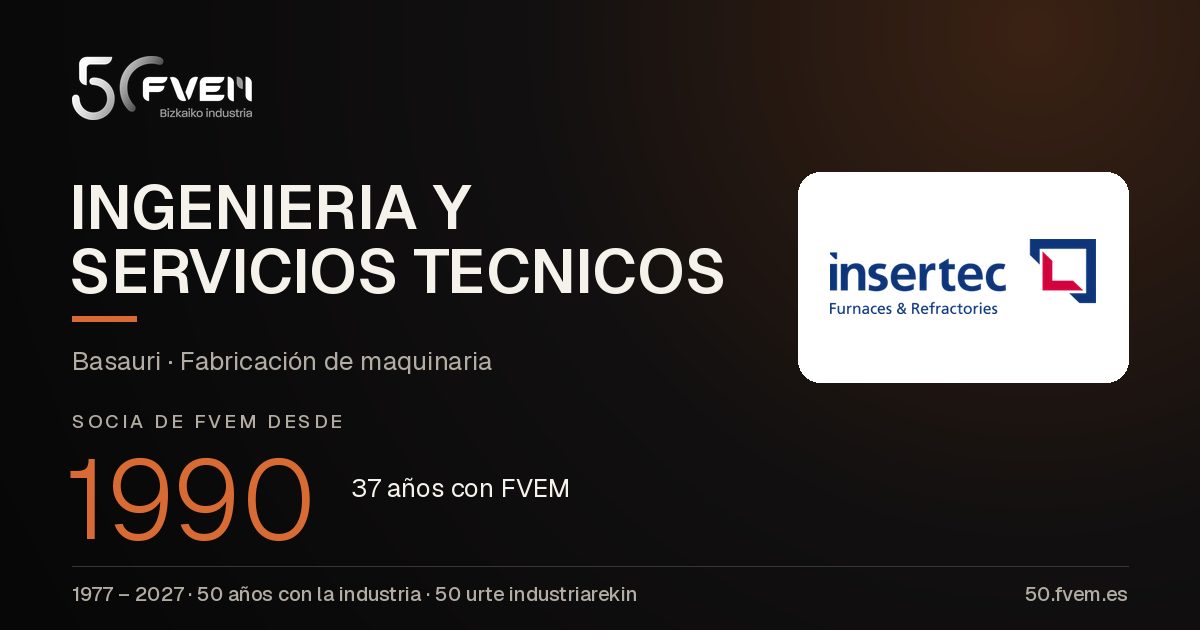 50 FVEM
Bizkaiko industria
INGENIERIA Y
SERVICIOS TECNICOS
insertec
Furnaces & Refractories
Basauri · Fabricación de maquinaria
SOCIA DE FVEM DESDE
1990
37 años con FVEM
1977 – 2027 · 50 años con la industria · 50 urte industriarekin
50.fvem.es